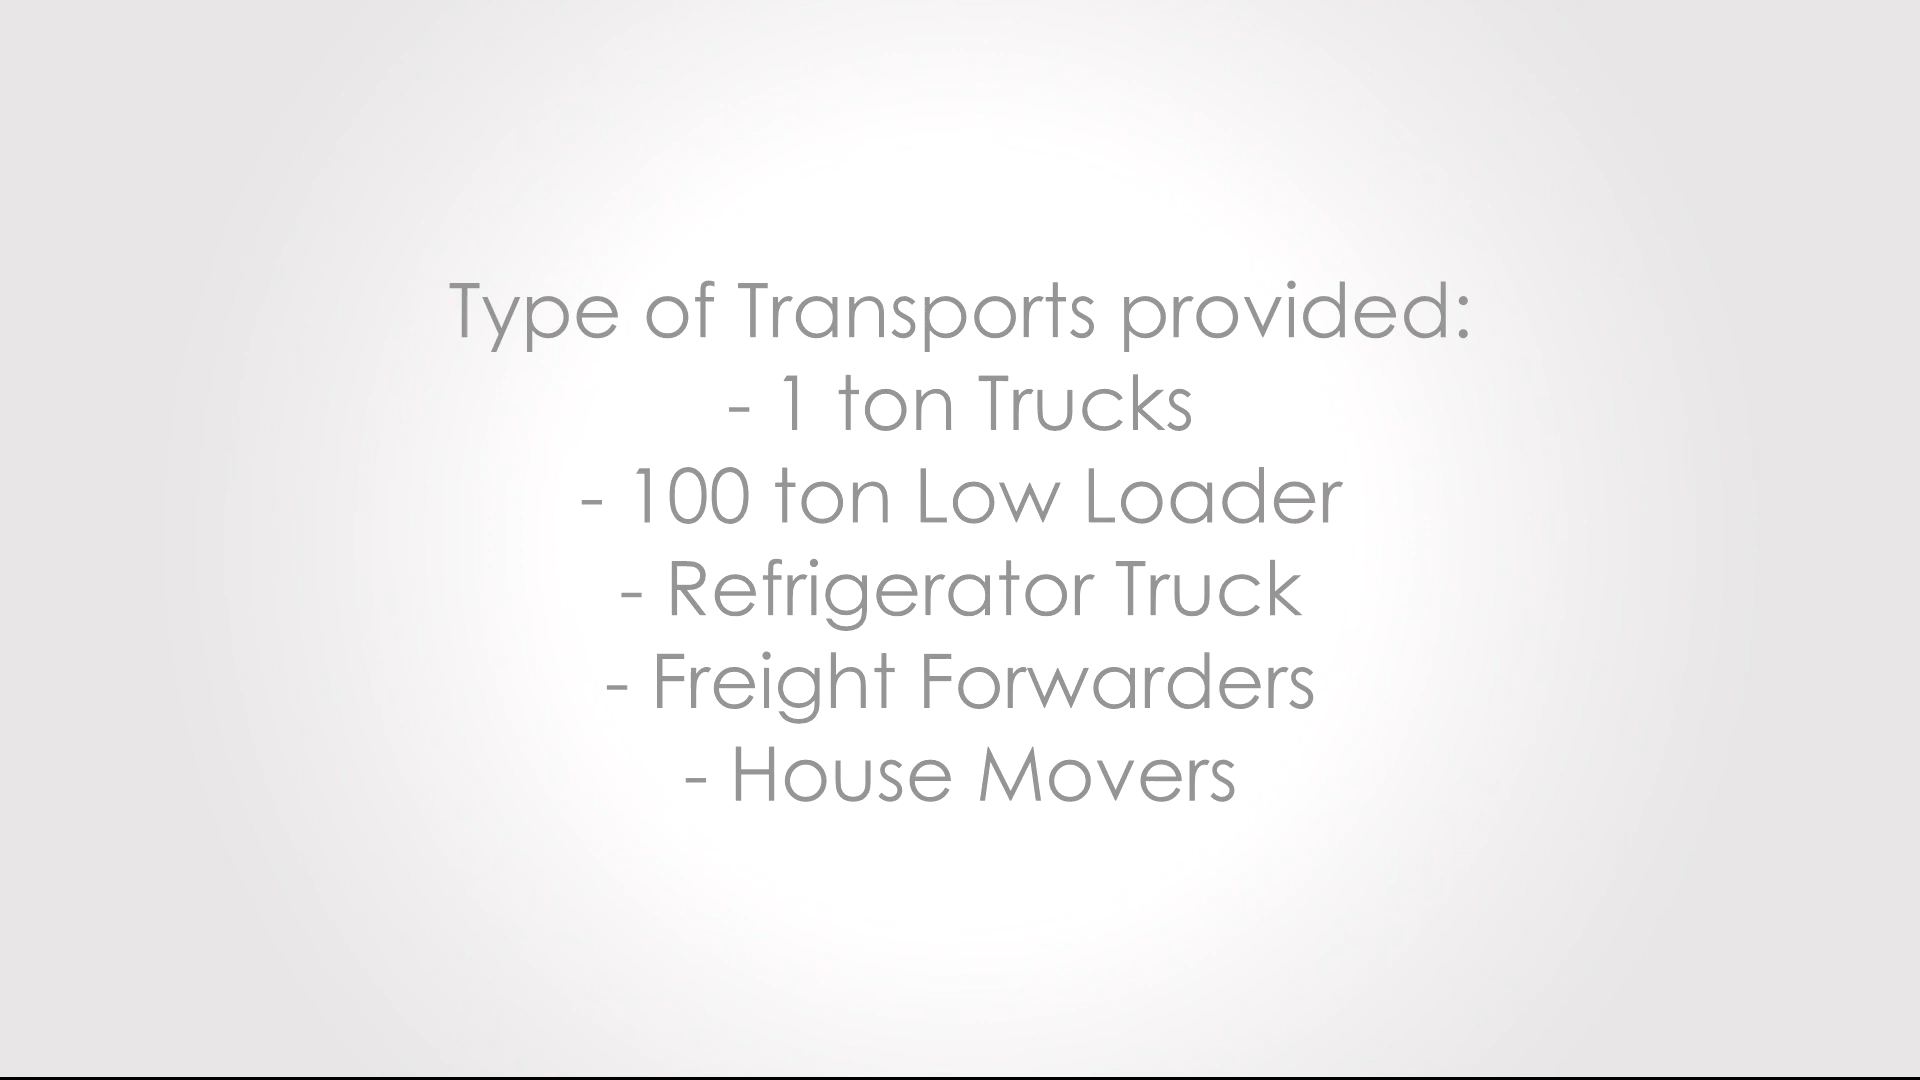 Type of Transports provided:
- 1 ton Trucks
- 100 ton Low Loader
- Refrigerator Truck
- Freight Forwarders
- House Movers